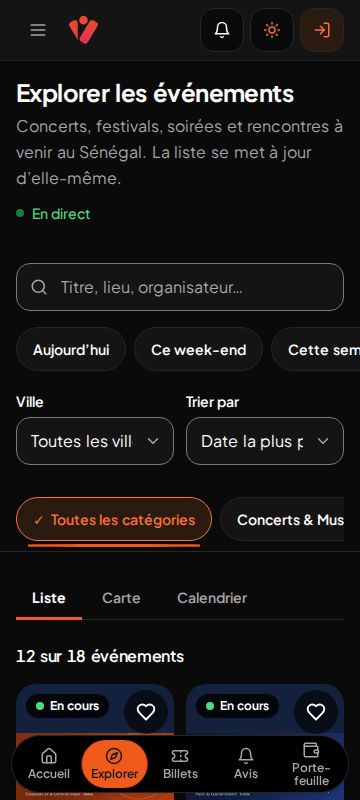 Explorer les événements
Concerts, festivals, soirées et rencontres à
venir au Sénégal. La liste se met à jour
d’elle-même.
En direct
Titre, lieu, organisateur…
Aujourd’hui
Ce week-end
Cette sem
Ville
Trier par
Toutes les vill
Date la plus p
✓ Toutes les catégories
Concerts & Mus
Liste
Carte
Calendrier
12 sur 18 événements
En cours
En cours
Accueil
Explorer
Billets
Avis
Porte-
feuille